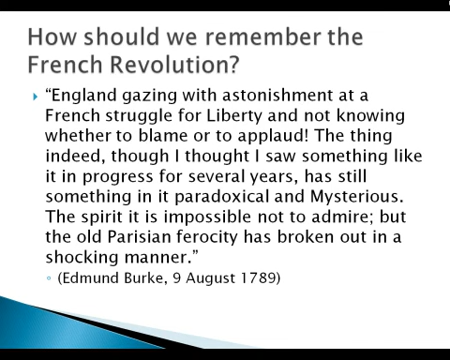 How should we remember the
French Revolution?
“England gazing with astonishment at a
French struggle for Liberty and not knowing
whether to blame or to applaud! The thing
indeed, though I thought I saw something like
it in progress for several years, has still
something in it paradoxical and Mysterious.
The spirit it is impossible not to admire; but
the old Parisian ferocity has broken out in a
shocking manner.”
(Edmund Burke, 9 August 1789)